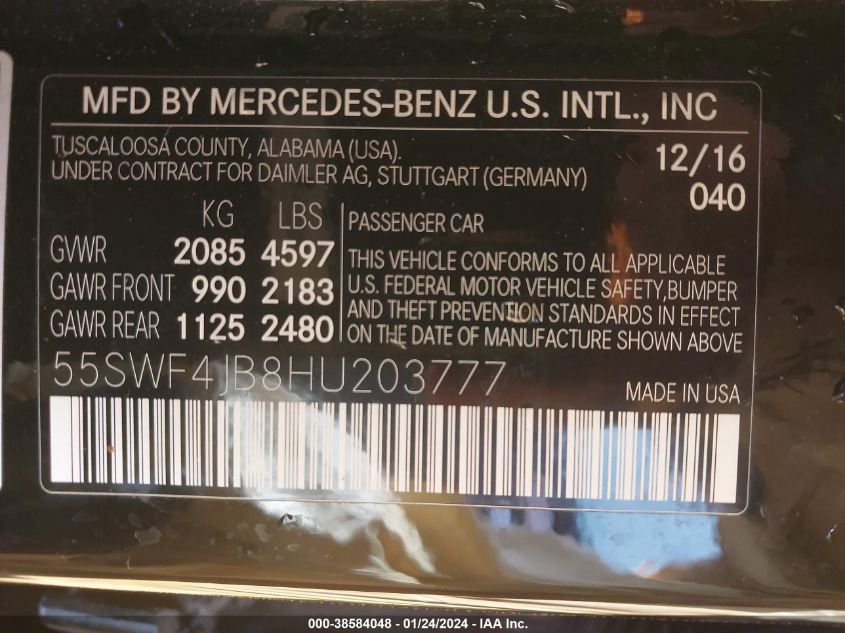 MFD BY MERCEDES-BENZ U.S. INTL., INC
TUSCALOOSA COUNTY, ALABAMA (USA).
UNDER CONTRACT FOR DAIMLER AG, STUTTGART (GERMANY)
12/16
040
KG LBS
GVWR 2085 4597
GAWR FRONT 990 2183
GAWR REAR 1125 2480
PASSENGER CAR
THIS VEHICLE CONFORMS TO ALL APPLICABLE
U.S. FEDERAL MOTOR VEHICLE SAFETY,BUMPER
AND THEFT PREVENTION STANDARDS IN EFFECT
ON THE DATE OF MANUFACTURE SHOWN ABOVE
55SWF4JB8HU203777
MADE IN USA
000-38584048 - 01/24/2024 - IAA Inc.